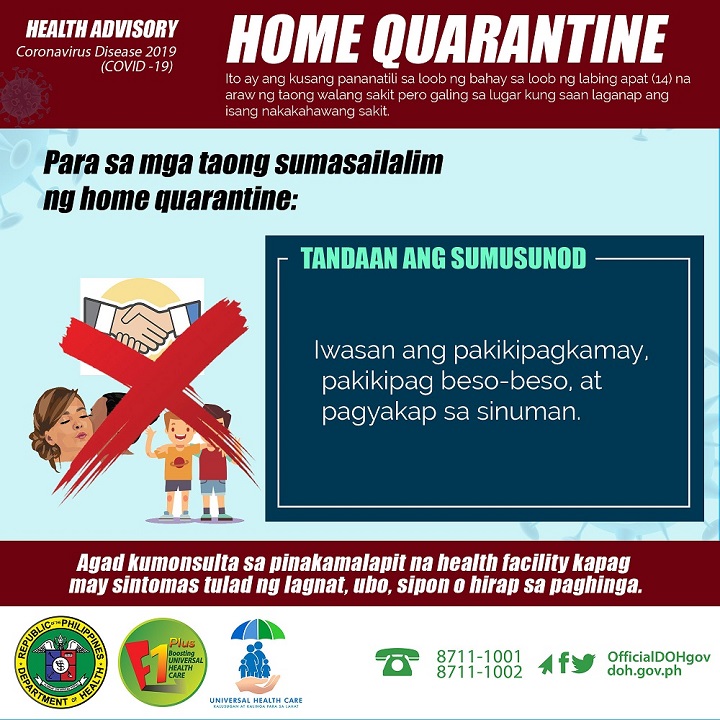 HEALTH ADVISORY
Coronavirus Disease 2019
(COVID -19)
HOME QUARANTINE
Ito ay ang kusang pananatili sa loob ng bahay sa loob ng labing apat (14) na
araw ng taong walang sakit pero galing sa lugar kung saan laganap ang
isang nakakahawang sakit.
Para sa mga taong sumasailalim
ng home quarantine:
TANDAAN ANG SUMUSUNOD
Iwasan ang pakikipagkamay,
pakikipag beso-beso, at
pagyakap sa sinuman.
Agad kumonsulta sa pinakamalapit na health facility kapag
may sintomas tulad ng lagnat, ubo, sipon o hirap sa paghinga.
REPUBLIC OF THE PHILIPPINES
DEPARTMENT OF HEALTH
F1 Plus
Boosting
UNIVERSAL
HEALTH
CARE
UNIVERSAL HEALTH CARE
KALUSUGAN AT KALINGA PARA SA LAHAT
8711-1001
8711-1002
OfficialDOHgov
doh.gov.ph